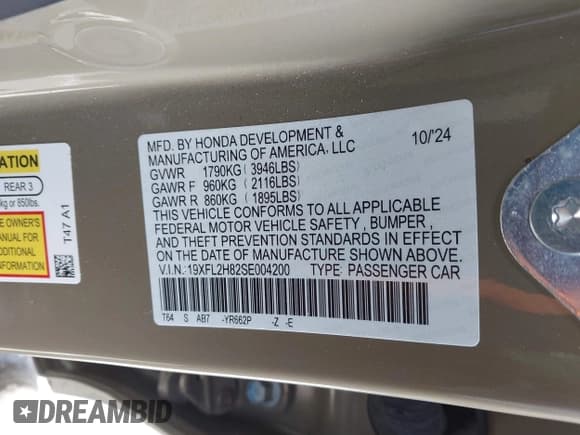 MFD. BY HONDA DEVELOPMENT & 10/'24
MANUFACTURING OF AMERICA, LLC
GVWR 1790KG (3946LBS)
GAWR F 960KG (2116LBS)
GAWR R 860KG (1895LBS)
THIS VEHICLE CONFORMS TO ALL APPLICABLE
FEDERAL MOTOR VEHICLE SAFETY , BUMPER ,
AND THEFT PREVENTION STANDARDS IN EFFECT
ON THE DATE OF MANUFACTURE SHOWN ABOVE.
V.I.N.: 19XFL2H82SE004200 TYPE: PASSENGER CAR
T64 S AB7 -YR662P -Z -E
ATION
REAR 3
kg or 850lbs.
E OWNER'S
ANUAL FOR
DDITIONAL
FORMATION
T47 A1
DREAMBID